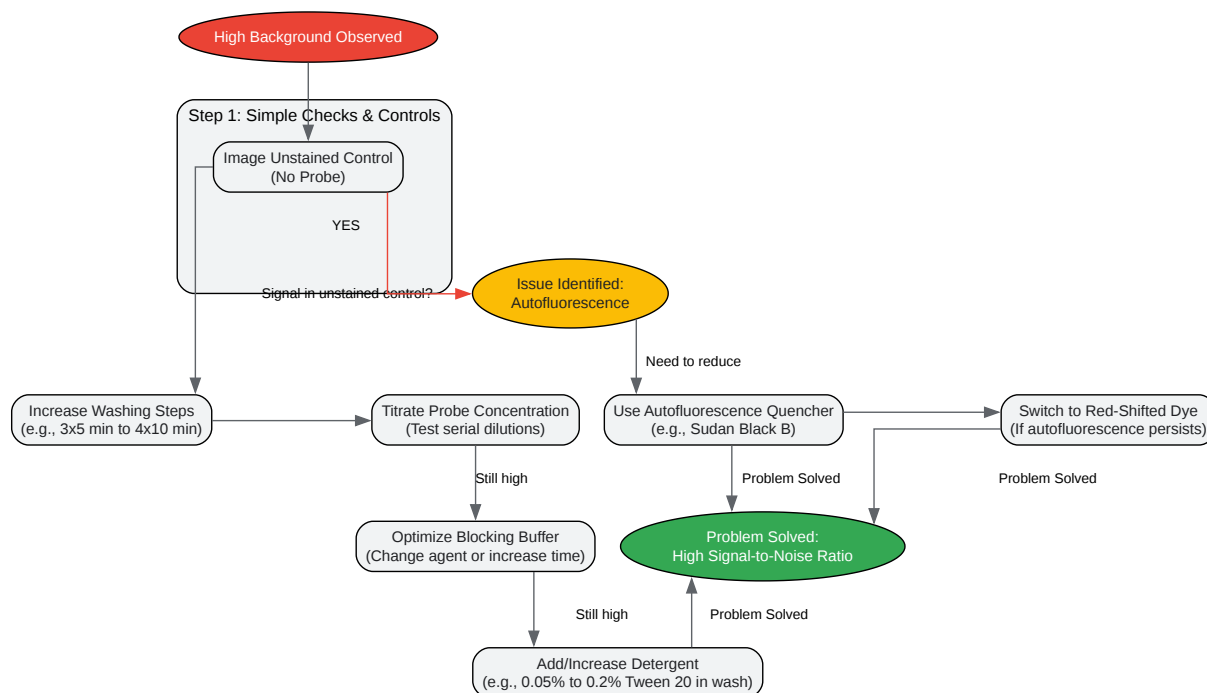 High Background Observed
Step 1: Simple Checks & Controls
Image Unstained Control
(No Probe)
YES
Signal in unstained control?
Issue Identified:
Autofluorescence
Need to reduce
Increase Washing Steps
(e.g., 3x5 min to 4x10 min)
Titrate Probe Concentration
(Test serial dilutions)
Use Autofluorescence Quencher
(e.g., Sudan Black B)
Switch to Red-Shifted Dye
(If autofluorescence persists)
Still high
Problem Solved
Problem Solved
Optimize Blocking Buffer
(Change agent or increase time)
Problem Solved:
High Signal-to-Noise Ratio
Still high
Problem Solved
Add/Increase Detergent
(e.g., 0.05% to 0.2% Tween 20 in wash)